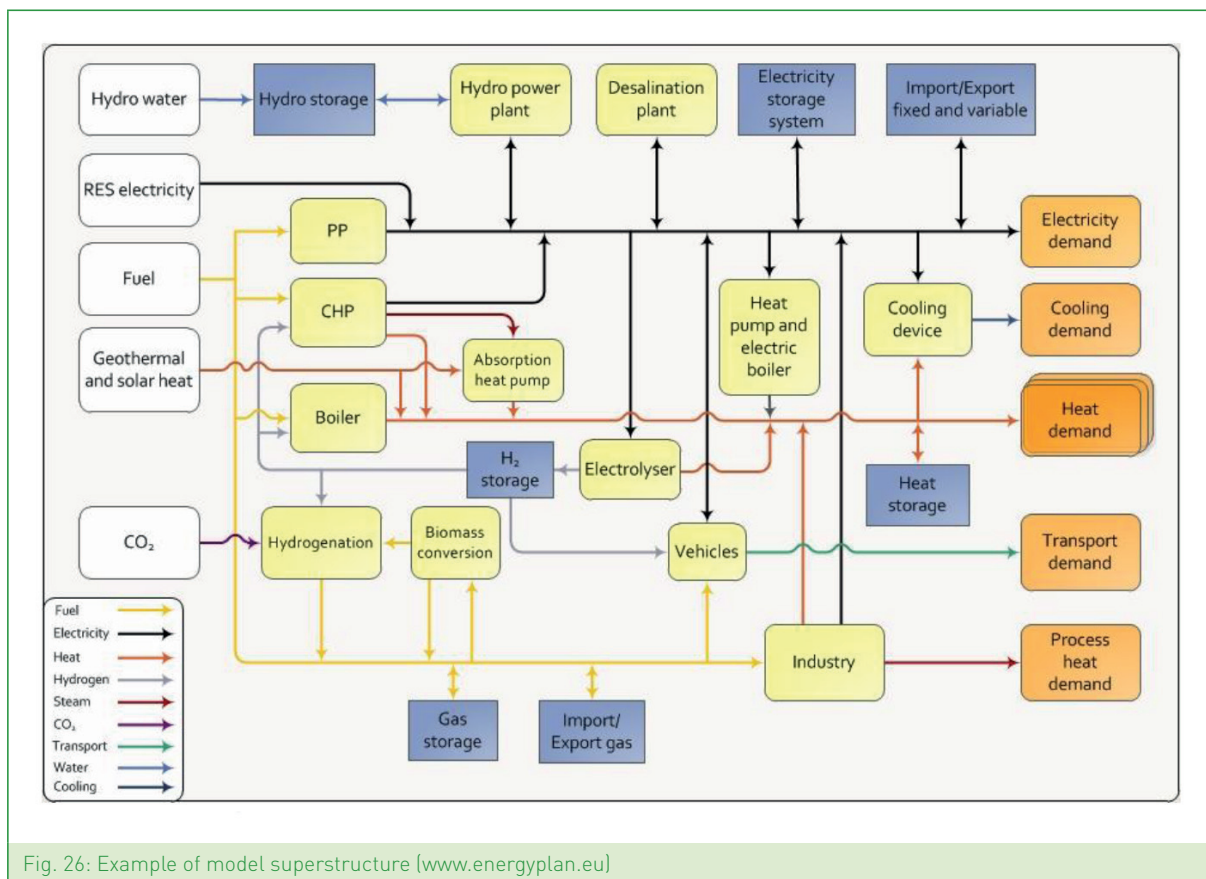 Hydro water
Hydro storage
Hydro power
plant
Desalination
plant
Electricity
storage
system
Import/Export
fixed and variable
RES electricity
PP
Electricity
demand
Fuel
CHP
Heat
pump and
electric
boiler
Cooling
device
Cooling
demand
Geothermal
and solar heat
Absorption
heat pump
Boiler
Heat
demand
H₂
storage
Electrolyser
Heat
storage
CO₂
Hydrogenation
Biomass
conversion
Vehicles
Transport
demand
Fuel
Electricity
Heat
Hydrogen
Steam
CO₂
Transport
Water
Cooling
Industry
Process
heat
demand
Gas
storage
Import/
Export gas
Fig. 26: Example of model superstructure (www.energyplan.eu)